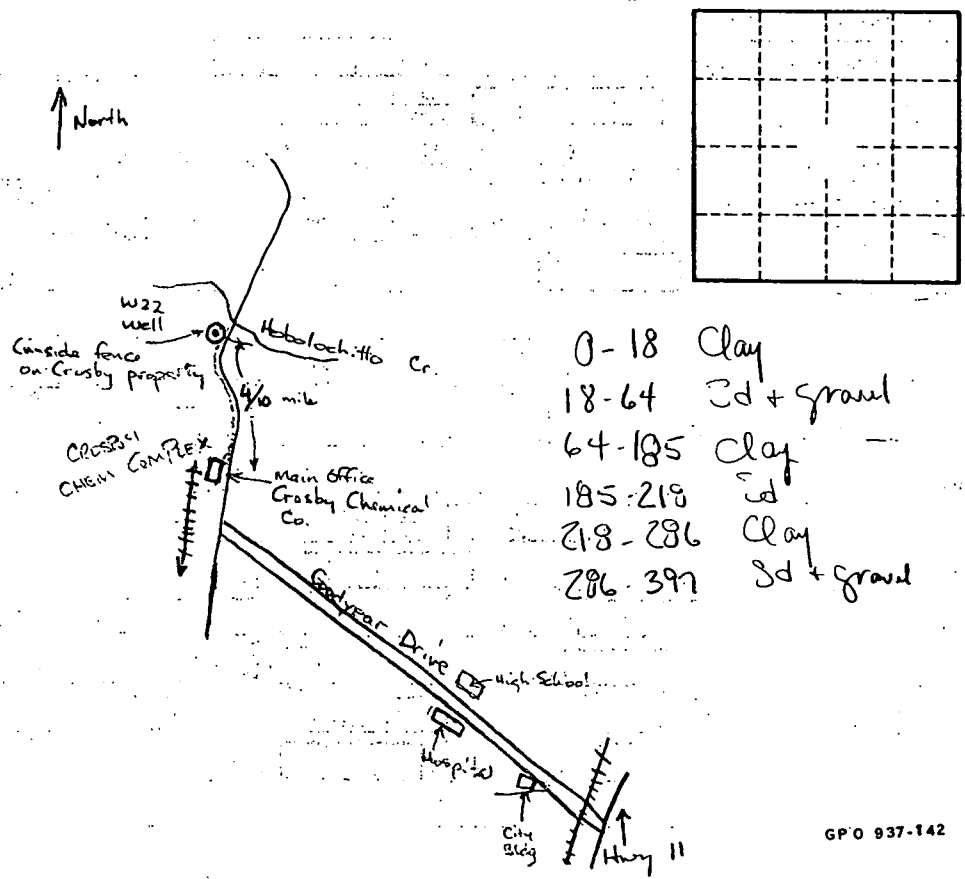 North
W22
Well
(inside fence
on Crosby property
Hobolochitto Cr.
4/10 mile
CROSBY
CHEM COMPLEX
Main Office
Crosby Chemical
Co.
0-18 Clay
18-64 Sd + gravel
64-185 Clay
185-218 Sd
218-286 Clay
286-397 Sd + gravel
Goodyear Drive
High School
Hospital
City
Bldg
Hwy 11
GPO 937-142